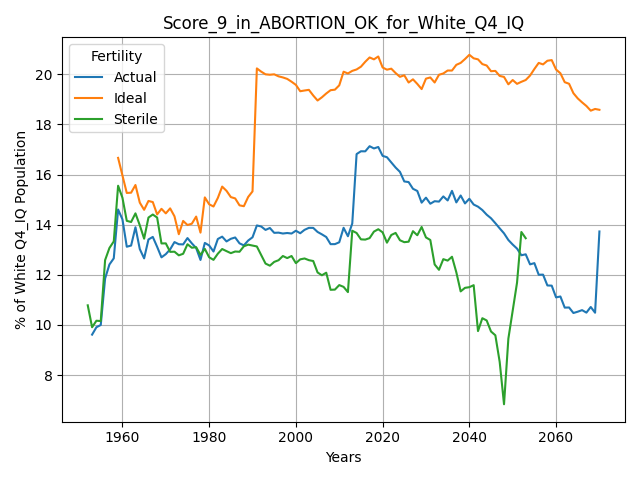 Score_9_in_ABORTION_OK_for_White_Q4_IQ
Fertility
Actual
Ideal
Sterile
% of White Q4_IQ Population
20
18
16
14
12
10
8
1960
1980
2000
2020
2040
2060
Years